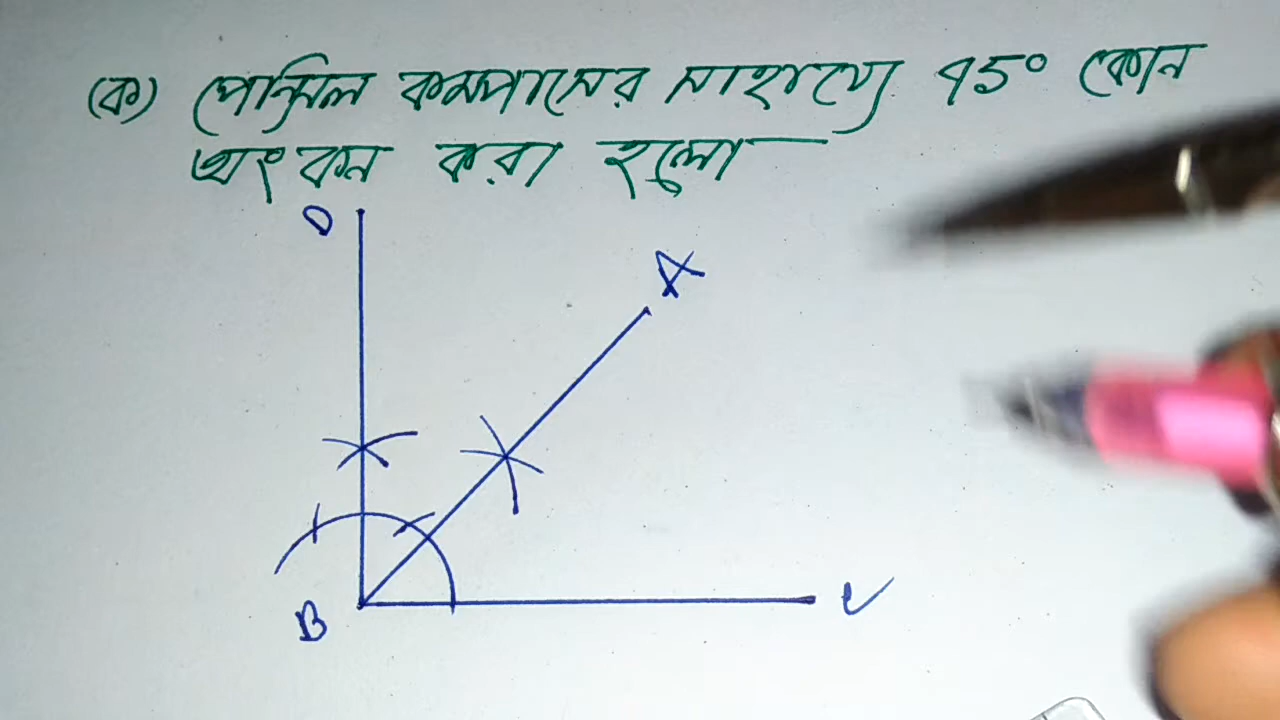 (ক) পেন্সিল কম্পাসের সাহায্যে 45° কোন
অংকন করা হলো
D
A
B
C